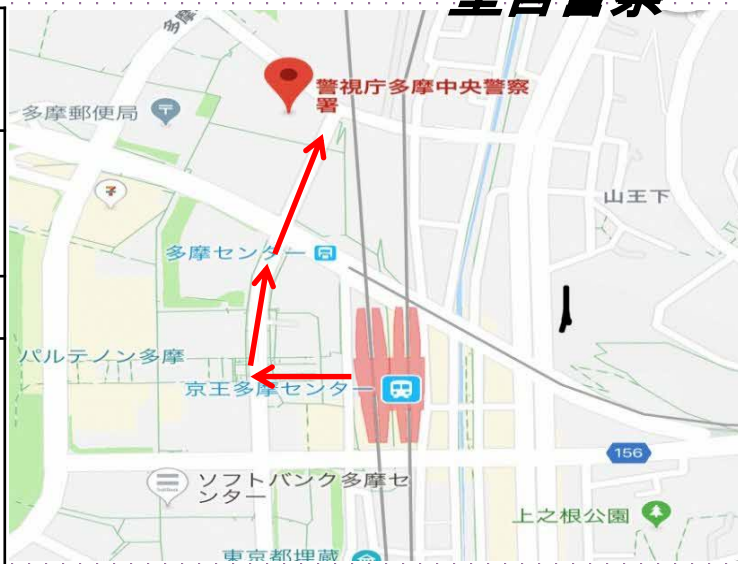 多摩
警視庁多摩中央警察
署
多摩郵便局
山王下
多摩センター
パルテノン多摩
京王多摩センター
156
ソフトバンク多摩セ
ンター
上之根公園
東京都埋蔵